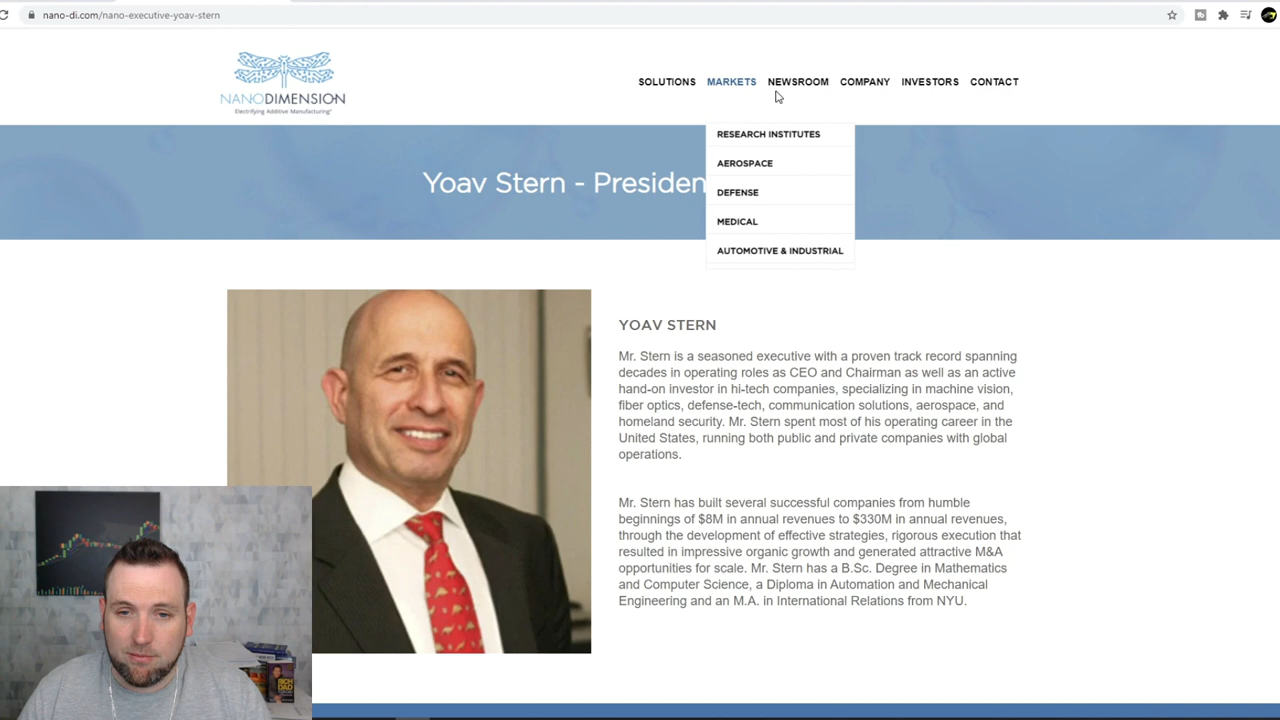 nano-di.com/nano-executive-yoav-stern
NANODIMENSION
Electrifying Additive Manufacturing®
SOLUTIONS MARKETS NEWSROOM COMPANY INVESTORS CONTACT
RESEARCH INSTITUTES
AEROSPACE
DEFENSE
MEDICAL
AUTOMOTIVE & INDUSTRIAL
Yoav Stern - Presiden
YOAV STERN
Mr. Stern is a seasoned executive with a proven track record spanning
decades in operating roles as CEO and Chairman as well as an active
hand-on investor in hi-tech companies, specializing in machine vision,
fiber optics, defense-tech, communication solutions, aerospace, and
homeland security. Mr. Stern spent most of his operating career in the
United States, running both public and private companies with global
operations.
Mr. Stern has built several successful companies from humble
beginnings of $8M in annual revenues to $330M in annual revenues,
through the development of effective strategies, rigorous execution that
resulted in impressive organic growth and generated attractive M&A
opportunities for scale. Mr. Stern has a B.Sc. Degree in Mathematics
and Computer Science, a Diploma in Automation and Mechanical
Engineering and an M.A. in International Relations from NYU.
RICH
DAD